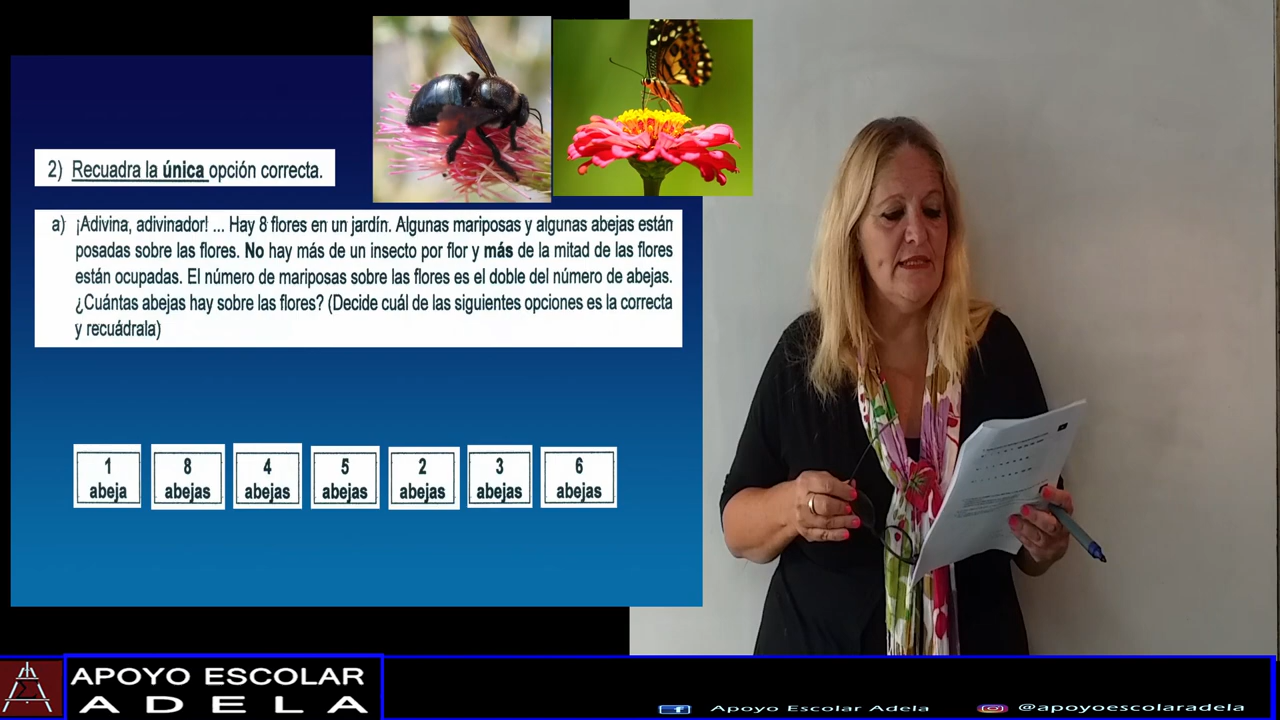 2) Recuadra la única opción correcta.
a) ¡Adivina, adivinador! ... Hay 8 flores en un jardín. Algunas mariposas y algunas abejas están
posadas sobre las flores. No hay más de un insecto por flor y más de la mitad de las flores
están ocupadas. El número de mariposas sobre las flores es el doble del número de abejas.
¿Cuántas abejas hay sobre las flores? (Decide cuál de las siguientes opciones es la correcta
y recuádrala)
1
abeja
8
abejas
4
abejas
5
abejas
2
abejas
3
abejas
6
abejas
APOYO ESCOLAR
ADELA
Apoyo Escolar Adela
@apoyoescolaradela